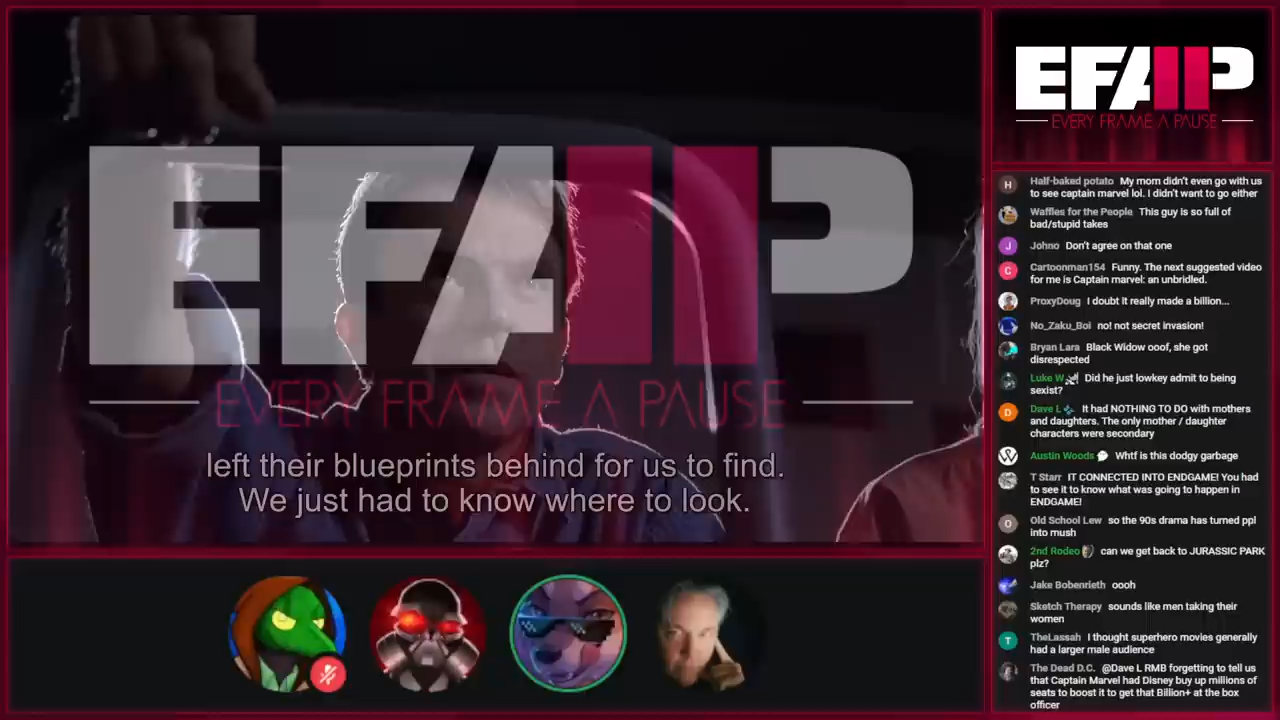 EFAP
EVERY FRAME A PAUSE
left their blueprints behind for us to find.
We just had to know where to look.
EFAP
EVERY FRAME A PAUSE
Half-baked potato My mom didn't even go with us
to see captain marvel lol. I didn't want to go either
Waffles for the People This guy is so full of
bad/stupid takes
J
Johno Don't agree on that one
C
Cartoonman154 Funny. The next suggested video
for me is Captain marvel: an unbridled.
ProxyDoug I doubt it really made a billion...
No_Zaku_Boi no! not secret invasion!
Bryan Lara Black Widow ooof, she got
disrespected
Luke W Did he just lowkey admit to being
sexist?
D
Dave L It had NOTHING TO DO with mothers
and daughters. The only mother / daughter
characters were secondary
Austin Woods Whtf is this dodgy garbage
T Starr IT CONNECTED INTO ENDGAME! You had
to see it to know what was going to happen in
ENDGAME!
O
Old School Lew so the 90s drama has turned ppl
into mush
2nd Rodeo can we get back to JURASSIC PARK
plz?
Jake Bobenrieth oooh
Sketch Therapy sounds like men taking their
women
T
TheLassah I thought superhero movies generally
had a larger male audience
The Dead D.C. @Dave L RMB forgetting to tell us
that Captain Marvel had Disney buy up millions of
seats to boost it to get that Billion+ at the box
officer